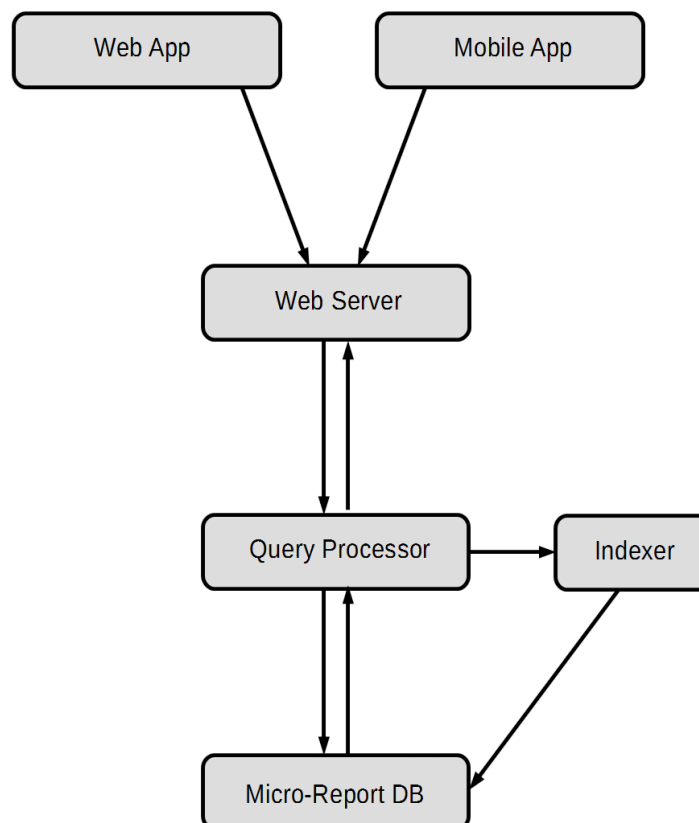 Web App
Mobile App
Web Server
Query Processor
Indexer
Micro-Report DB